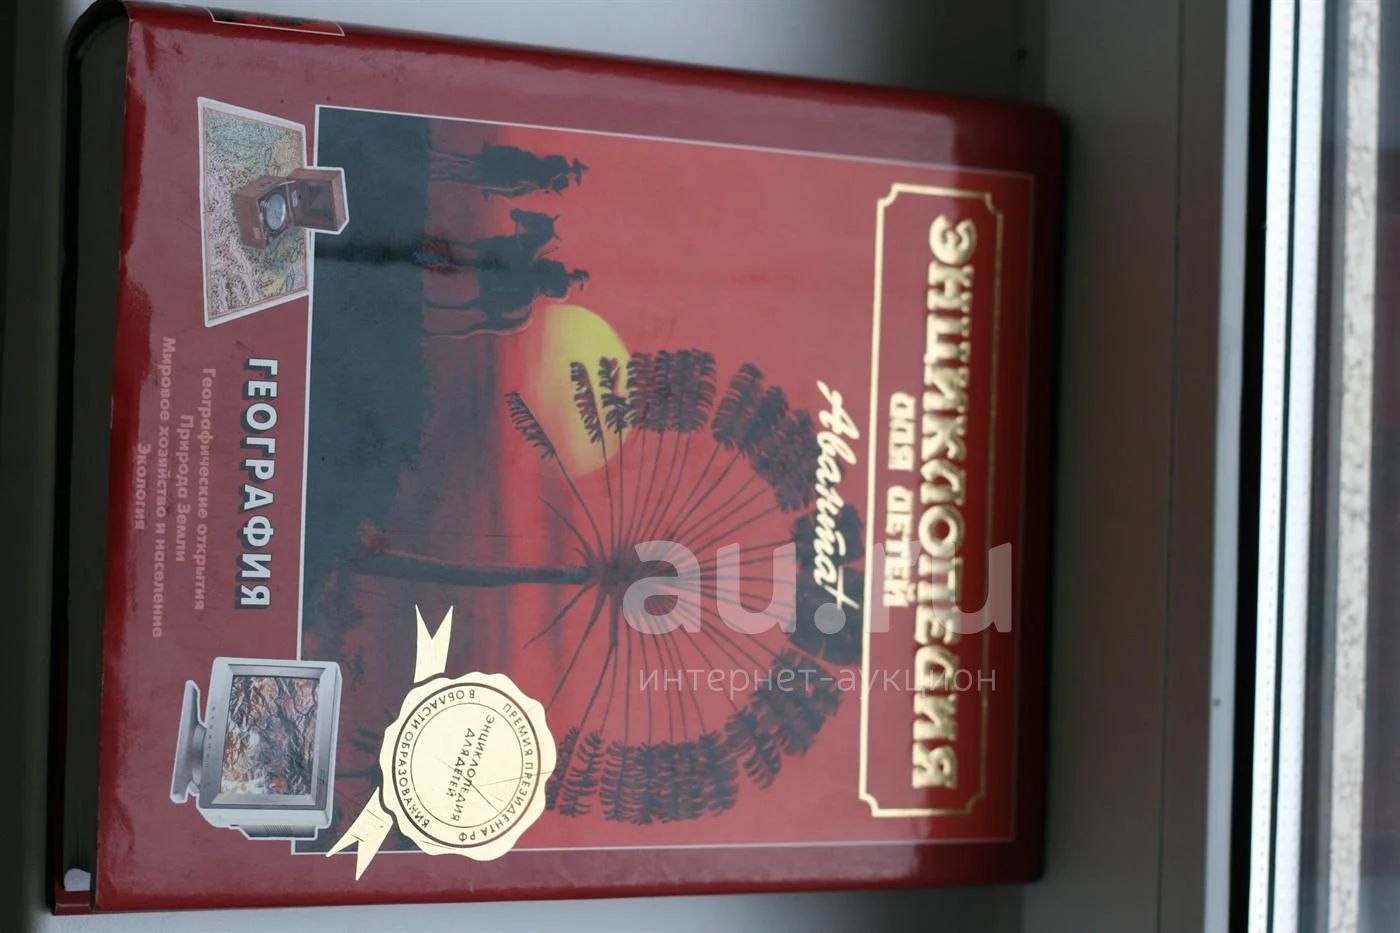 ЭНЦИКЛОПЕДИЯ
ДЛЯ ДЕТЕЙ
Аванта+
ПРЕМИЯ ПРЕЗИДЕНТА РФ
В ОБЛАСТИ ОБРАЗОВАНИЯ
ЭНЦИКЛОПЕДИЯ
ДЛЯ ДЕТЕЙ
ГЕОГРАФИЯ
Географические открытия
Природа Земли
Мировое хозяйство и население
Экология
au.ru
интернет-аукцион